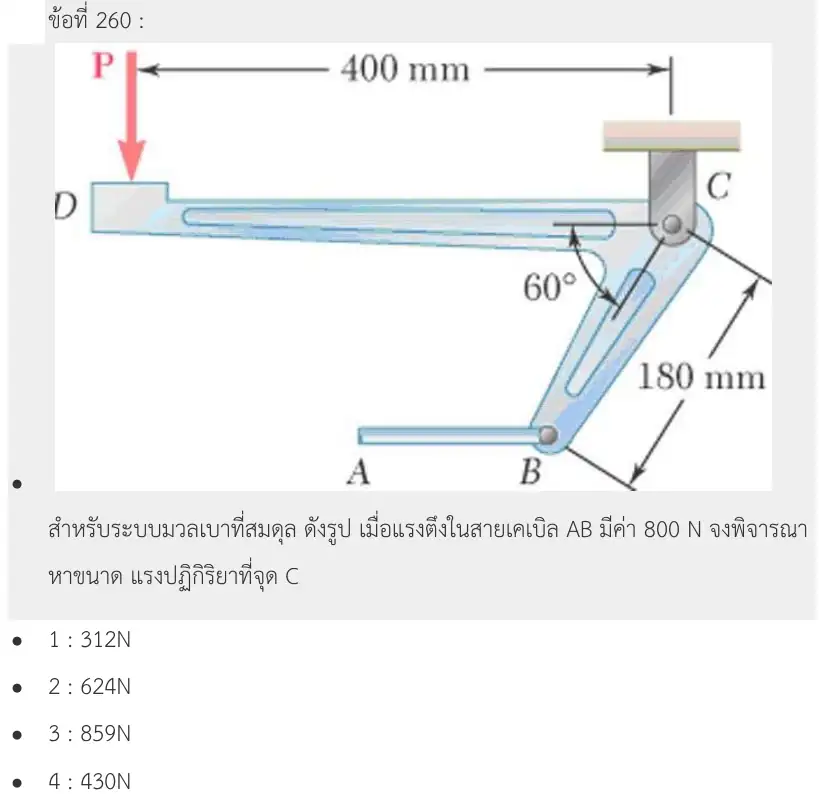 ข้อที่ 260 :
P
400 mm
D
C
60°
180 mm
A
B
สำหรับระบบมวลเบาที่สมดุล ดังรูป เมื่อแรงตึงในสายเคเบิล AB มีค่า 800 N จงพิจารณา
หาขนาด แรงปฏิกิริยาที่จุด C
1 : 312N
2 : 624N
3 : 859N
4 : 430N